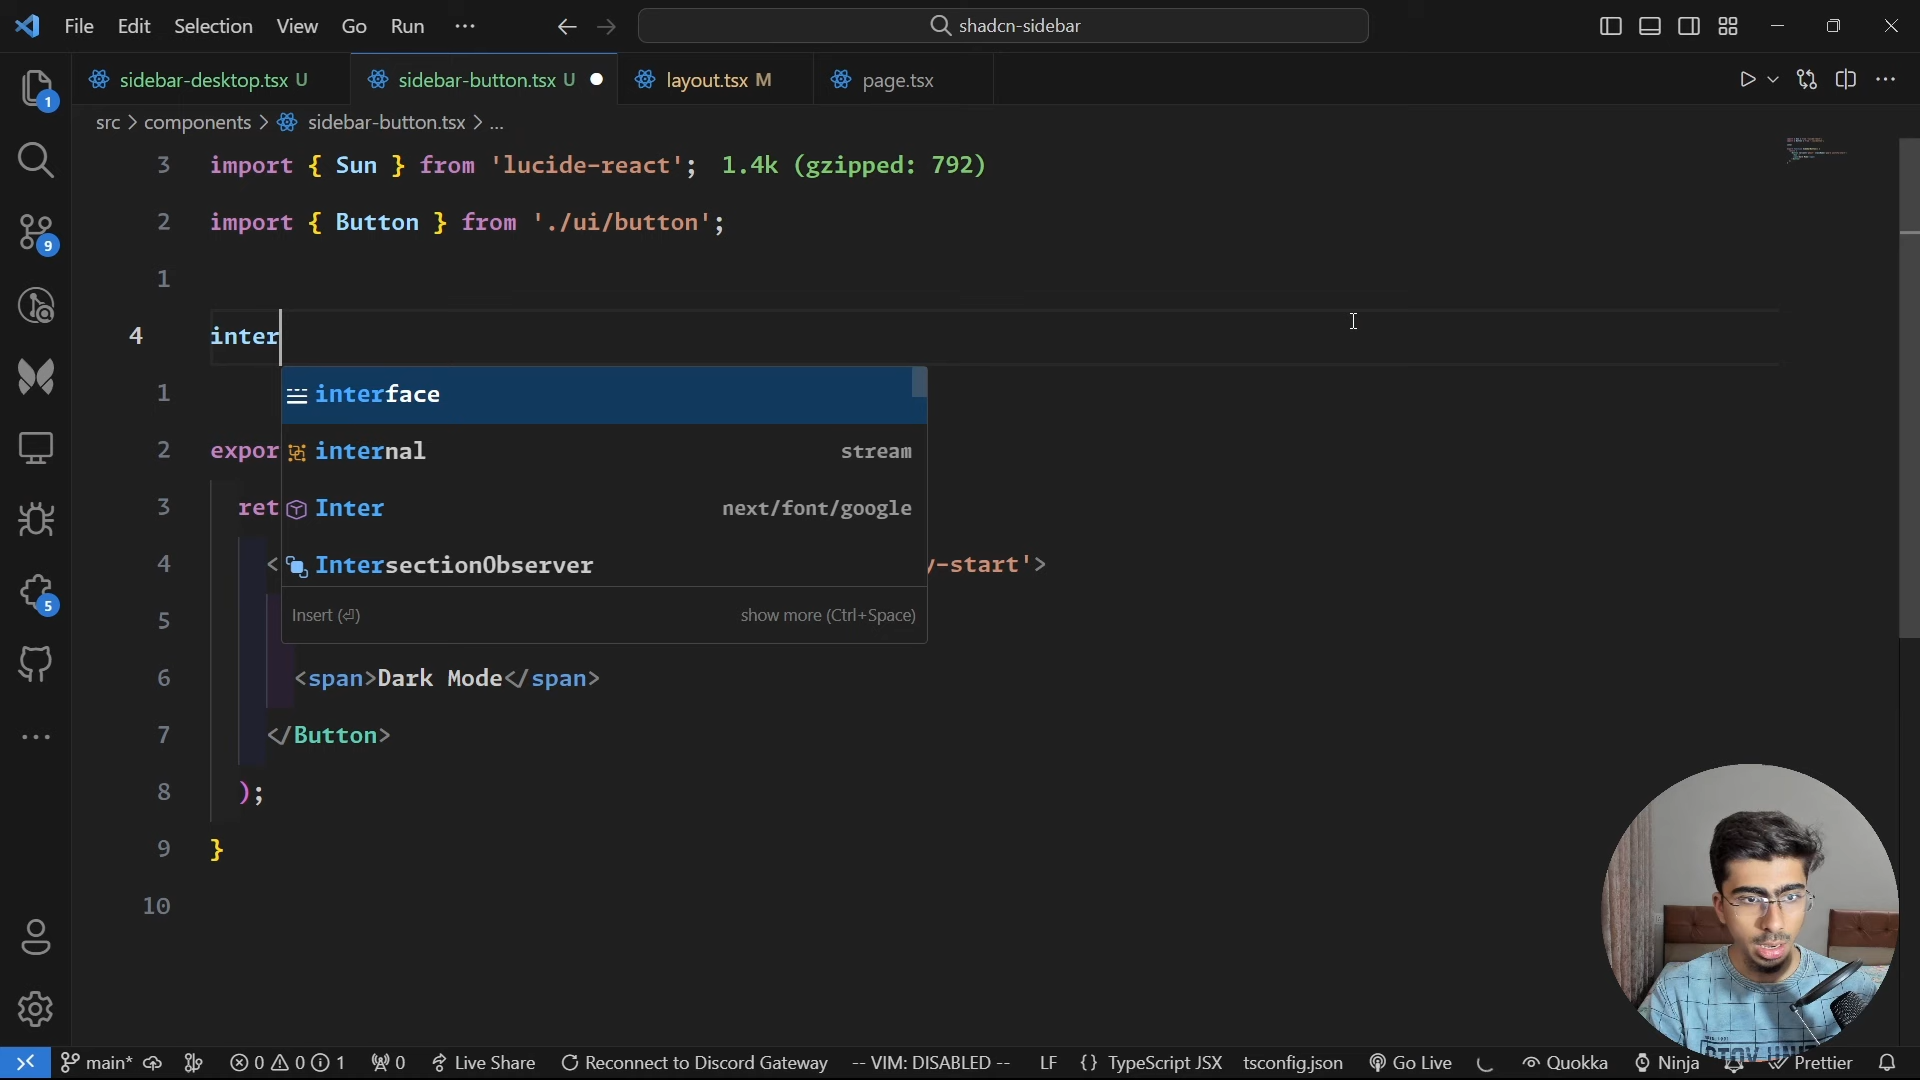 File Edit Selection View Go Run ...
shadcn-sidebar
sidebar-desktop.tsx U
sidebar-button.tsx U
layout.tsx M
page.tsx
src > components > sidebar-button.tsx > ...
3 import { Sun } from 'lucide-react'; 1.4k (gzipped: 792)
2 import { Button } from './ui/button';
1
4 inter
1
2 expor
3 ret
4 < y-start'>
5
6 <span>Dark Mode</span>
7 </Button>
8 );
9 }
10
interface
internal stream
Inter next/font/google
IntersectionObserver
Insert (⏎) show more (Ctrl+Space)
1
9
5
main* 0 0 1 0 Live Share Reconnect to Discord Gateway -- VIM: DISABLED -- LF {} TypeScript JSX tsconfig.json Go Live Quokka Ninja Prettier